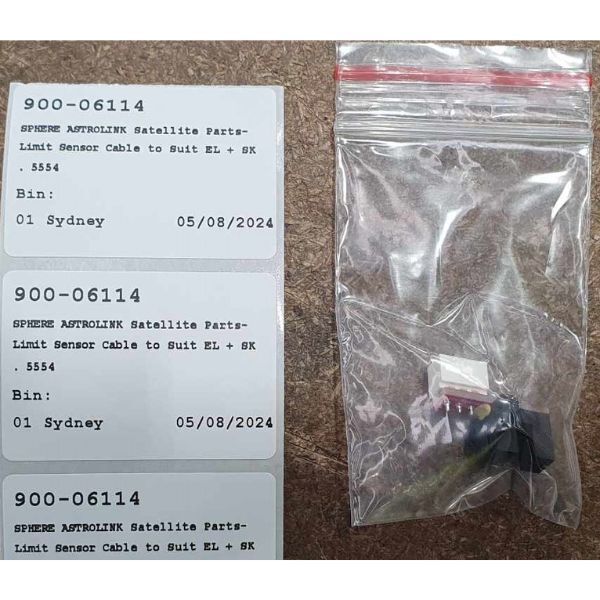 900-06114
SPHERE ASTROLINK Satellite Parts-
Limit Sensor Cable to Suit EL + SK
. 5554
Bin:
01 Sydney 05/08/2024
900-06114
SPHERE ASTROLINK Satellite Parts-
Limit Sensor Cable to Suit EL + SK
. 5554
Bin:
01 Sydney 05/08/2024
900-06114
SPHERE ASTROLINK Satellite Parts-
Limit Sensor Cable to Suit EL + SK